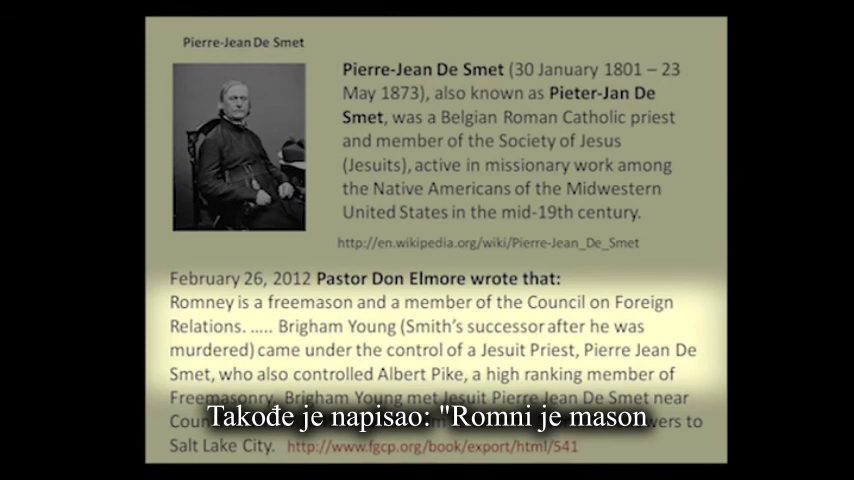 Pierre-Jean De Smet
Pierre-Jean De Smet (30 January 1801 – 23
May 1873), also known as Pieter-Jan De
Smet, was a Belgian Roman Catholic priest
and member of the Society of Jesus
(Jesuits), active in missionary work among
the Native Americans of the Midwestern
United States in the mid-19th century.
http://en.wikipedia.org/wiki/Pierre-Jean_De_Smet
February 26, 2012 Pastor Don Elmore wrote that:
Romney is a freemason and a member of the Council on Foreign
Relations. ..... Brigham Young (Smith's successor after he was
murdered) came under the control of a Jesuit Priest, Pierre Jean De
Smet, who also controlled Albert Pike, a high ranking member of
Freemasonry. Brigham Young met Jesuit Pierre Jean De Smet near
to
Takođe je napisao: "Romni je mason
Salt Lake City. http://www.fgcp.org/book/export/html/541